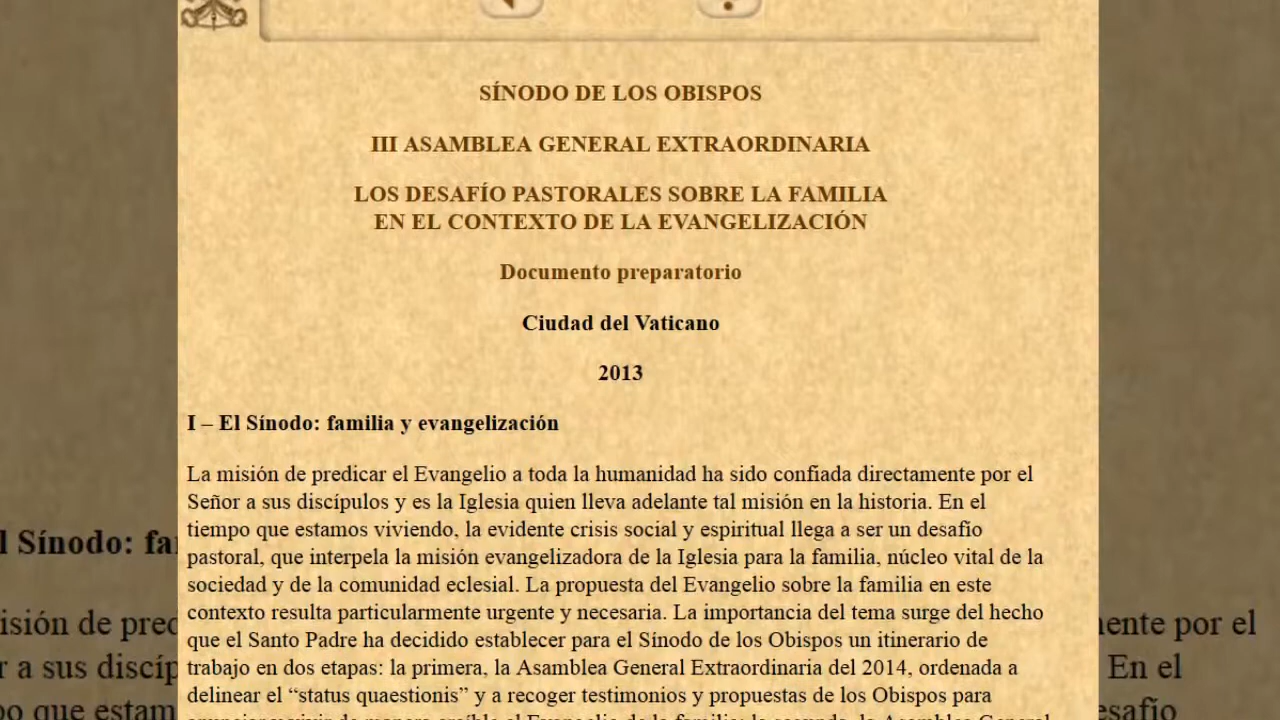 SÍNODO DE LOS OBISPOS
III ASAMBLEA GENERAL EXTRAORDINARIA
LOS DESAFÍO PASTORALES SOBRE LA FAMILIA
EN EL CONTEXTO DE LA EVANGELIZACIÓN
Documento preparatorio
Ciudad del Vaticano
2013
I – El Sínodo: familia y evangelización
La misión de predicar el Evangelio a toda la humanidad ha sido confiada directamente por el
Señor a sus discípulos y es la Iglesia quien lleva adelante tal misión en la historia. En el
tiempo que estamos viviendo, la evidente crisis social y espiritual llega a ser un desafío
pastoral, que interpela la misión evangelizadora de la Iglesia para la familia, núcleo vital de la
sociedad y de la comunidad eclesial. La propuesta del Evangelio sobre la familia en este
contexto resulta particularmente urgente y necesaria. La importancia del tema surge del hecho
que el Santo Padre ha decidido establecer para el Sínodo de los Obispos un itinerario de
trabajo en dos etapas: la primera, la Asamblea General Extraordinaria del 2014, ordenada a
delinear el “status quaestionis” y a recoger testimonios y propuestas de los Obispos para